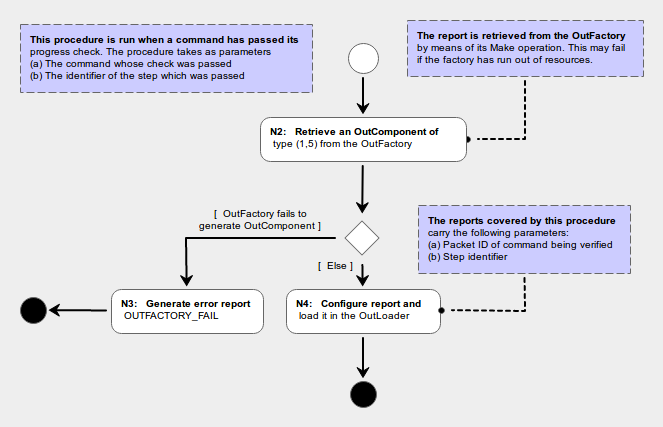 This procedure is run when a command has passed its
progress check. The procedure takes as parameters
(a) The command whose check was passed
(b) The identifier of the step which was passed
The report is retrieved from the OutFactory
by means of its Make operation. This may fail
if the factory has run out of resources.
N2: Retrieve an OutComponent of
type (1,5) from the OutFactory
[ OutFactory fails to
generate OutComponent ]
The reports covered by this procedure
carry the following parameters:
(a) Packet ID of command being verified
(b) Step identifier
[ Else ]
N3: Generate error report
OUTFACTORY_FAIL
N4: Configure report and
load it in the OutLoader